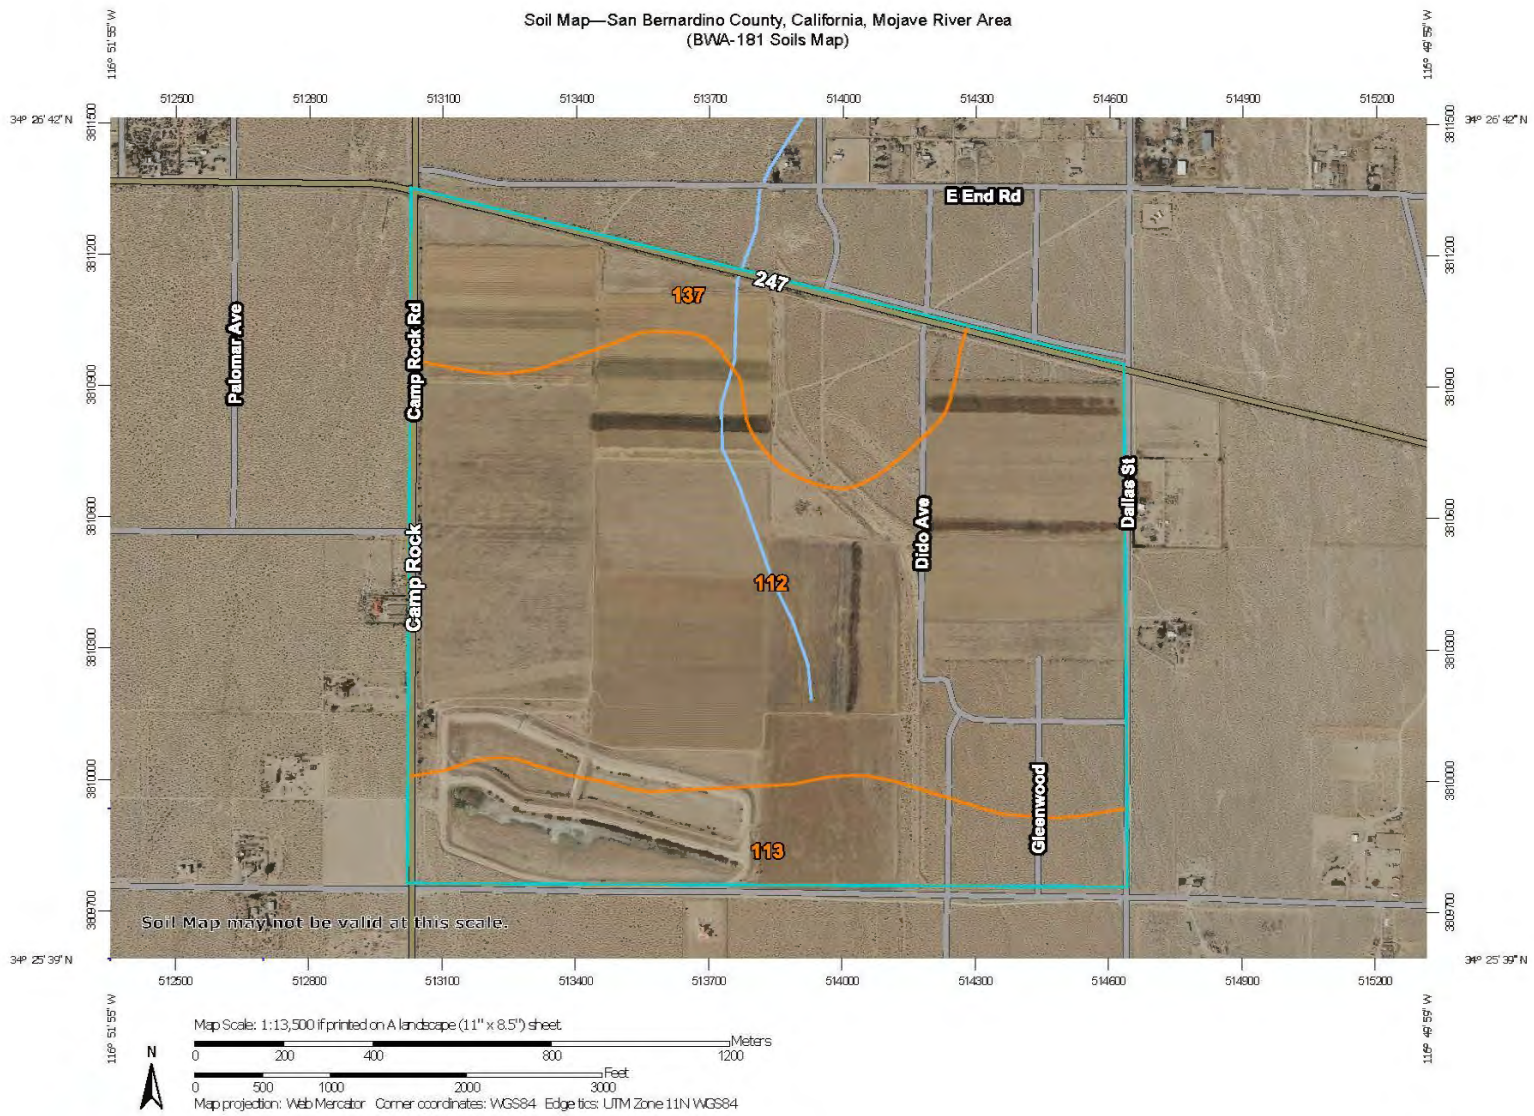 Soil Map—San Bernardino County, California, Mojave River Area
(BWA-181 Soils Map)
116° 51' 55" W
116° 49' 59" W
512500 512800 513100 513400 513700 514000 514300 514600 514900 515200
34° 26' 42" N
34° 26' 42" N
3811500
3811500
E End Rd
3811200
3811200
247
137
Palomar Ave
Camp Rock Rd
3810900
3810900
Dallas St
3810600
3810600
Dido Ave
Camp Rock
112
3810300
3810300
3810000
3810000
Gleenwood
113
3809700
3809700
Soil Map may not be valid at this scale.
34° 25' 39" N
34° 25' 39" N
512500 512800 513100 513400 513700 514000 514300 514600 514900 515200
116° 51' 55" W
116° 49' 59" W
Map Scale: 1:13,500 if printed on A landscape (11" x 8.5") sheet.
N
Meters
0 200 400 800 1200
Feet
0 500 1000 2000 3000
Map projection: Web Mercator Corner coordinates: WGS84 Edge tics: UTM Zone 11N WGS84